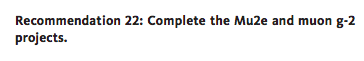 Recommendation 22: Complete the Mu2e and muon g-2
projects.